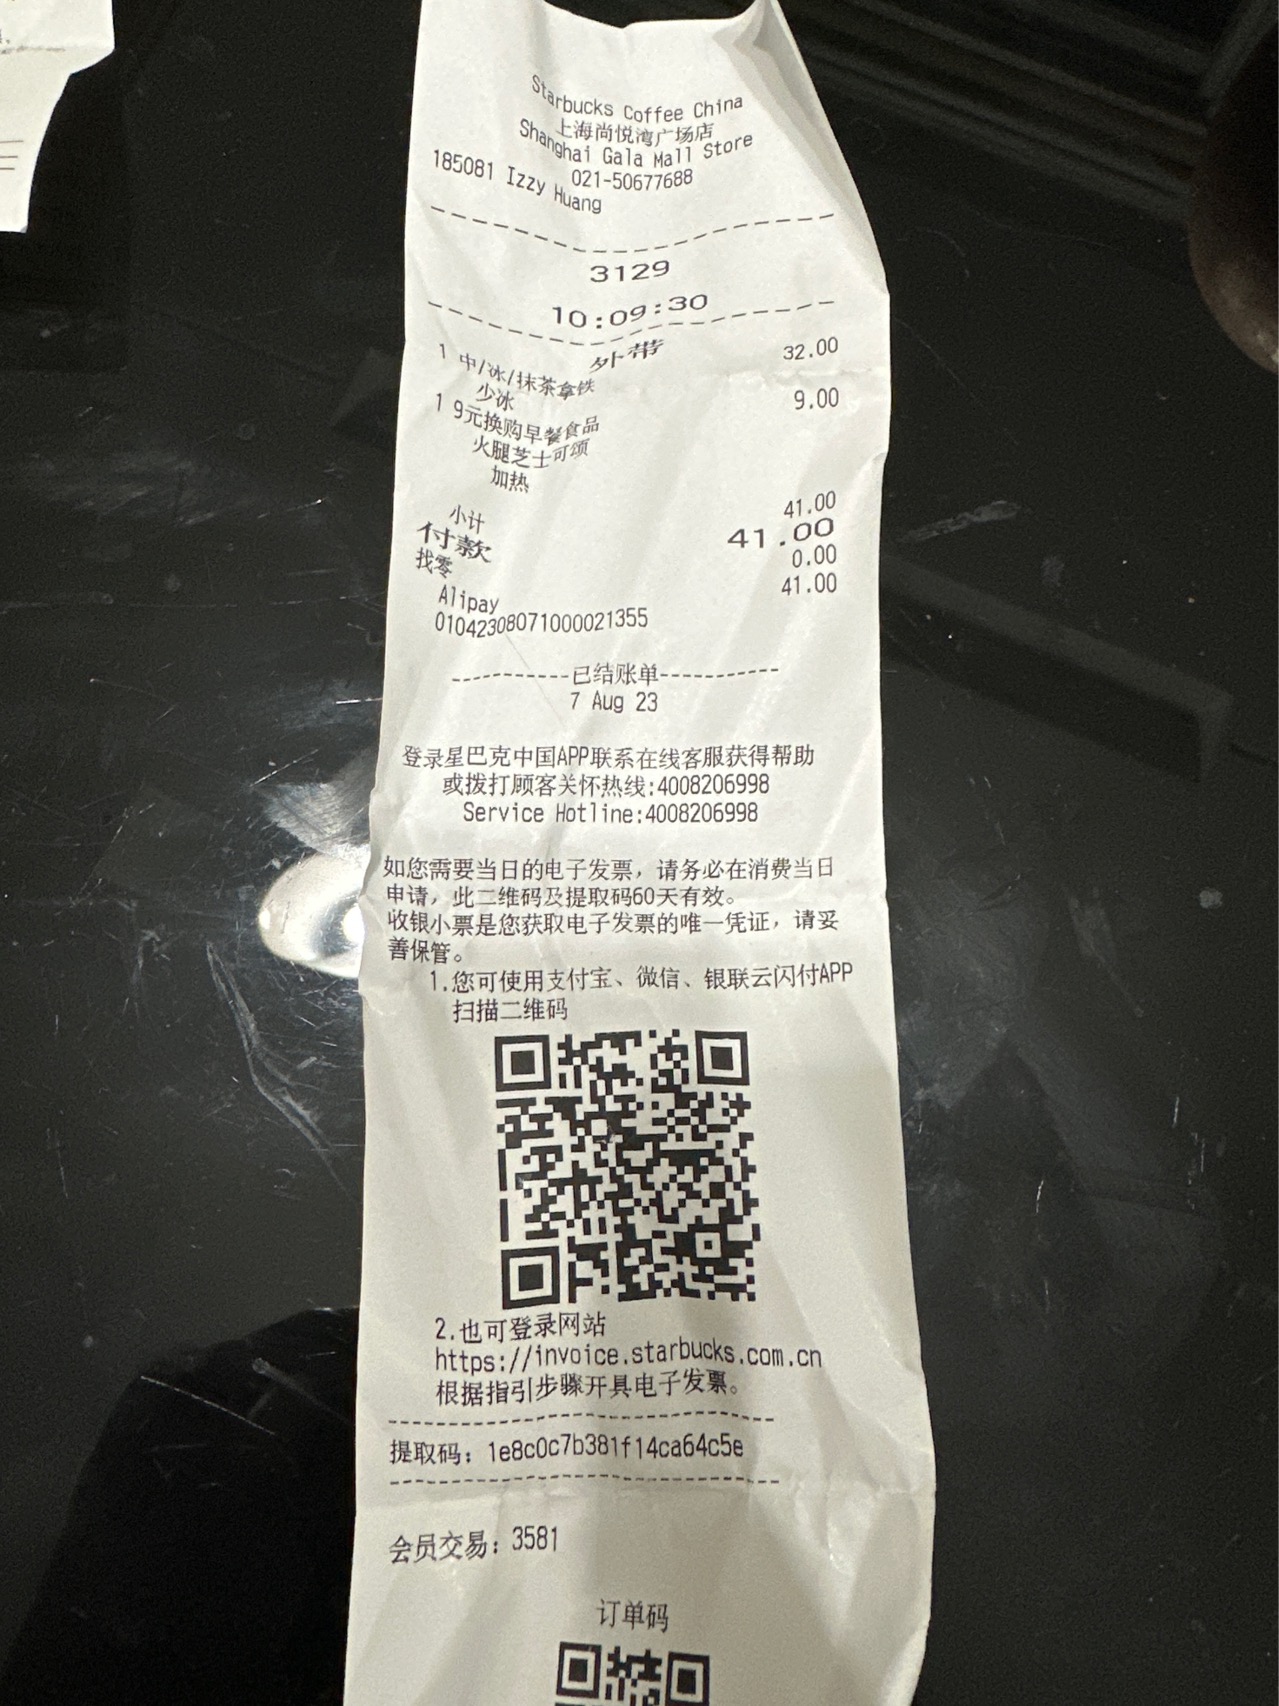 Starbucks Coffee China
上海尚悦湾广场店
Shanghai Gala Mall Store
021-50677688
185081 Izzy Huang
3129
10:09:30
外带
1 中/冰/抹茶拿铁 32.00
少冰
1 9元换购早餐食品 9.00
火腿芝士可颂
加热
小计 41.00
付款 41.00
找零 0.00
Alipay 41.00
01042308071000021355
-----------已结账单-----------
7 Aug 23
登录星巴克中国APP联系在线客服获得帮助
或拨打顾客关怀热线:4008206998
Service Hotline:4008206998
如您需要当日的电子发票，请务必在消费当日
申请，此二维码及提取码60天有效。
收银小票是您获取电子发票的唯一凭证，请妥
善保管。
1.您可使用支付宝、微信、银联云闪付APP
扫描二维码
2.也可登录网站
https://invoice.starbucks.com.cn
根据指引步骤开具电子发票。
提取码：1e8c0c7b381f14ca64c5e
会员交易：3581
订单码